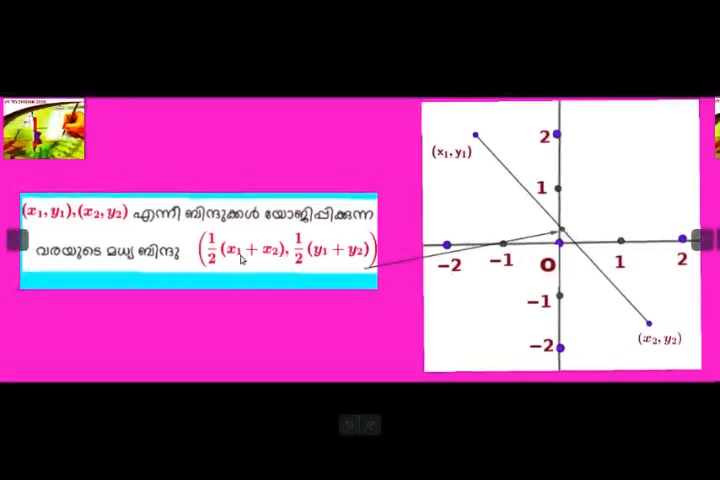 (x₁, y₁), (x₂, y₂) എന്നീ ബിന്ദുക്കൾ യോജിപ്പിക്കുന്ന
വരയുടെ മധ്യ ബിന്ദു (1/2 (x₁ + x₂), 1/2 (y₁ + y₂))
2
(x₁, y₁)
1
−2 −1 O 1 2
−1
(x₂, y₂)
−2